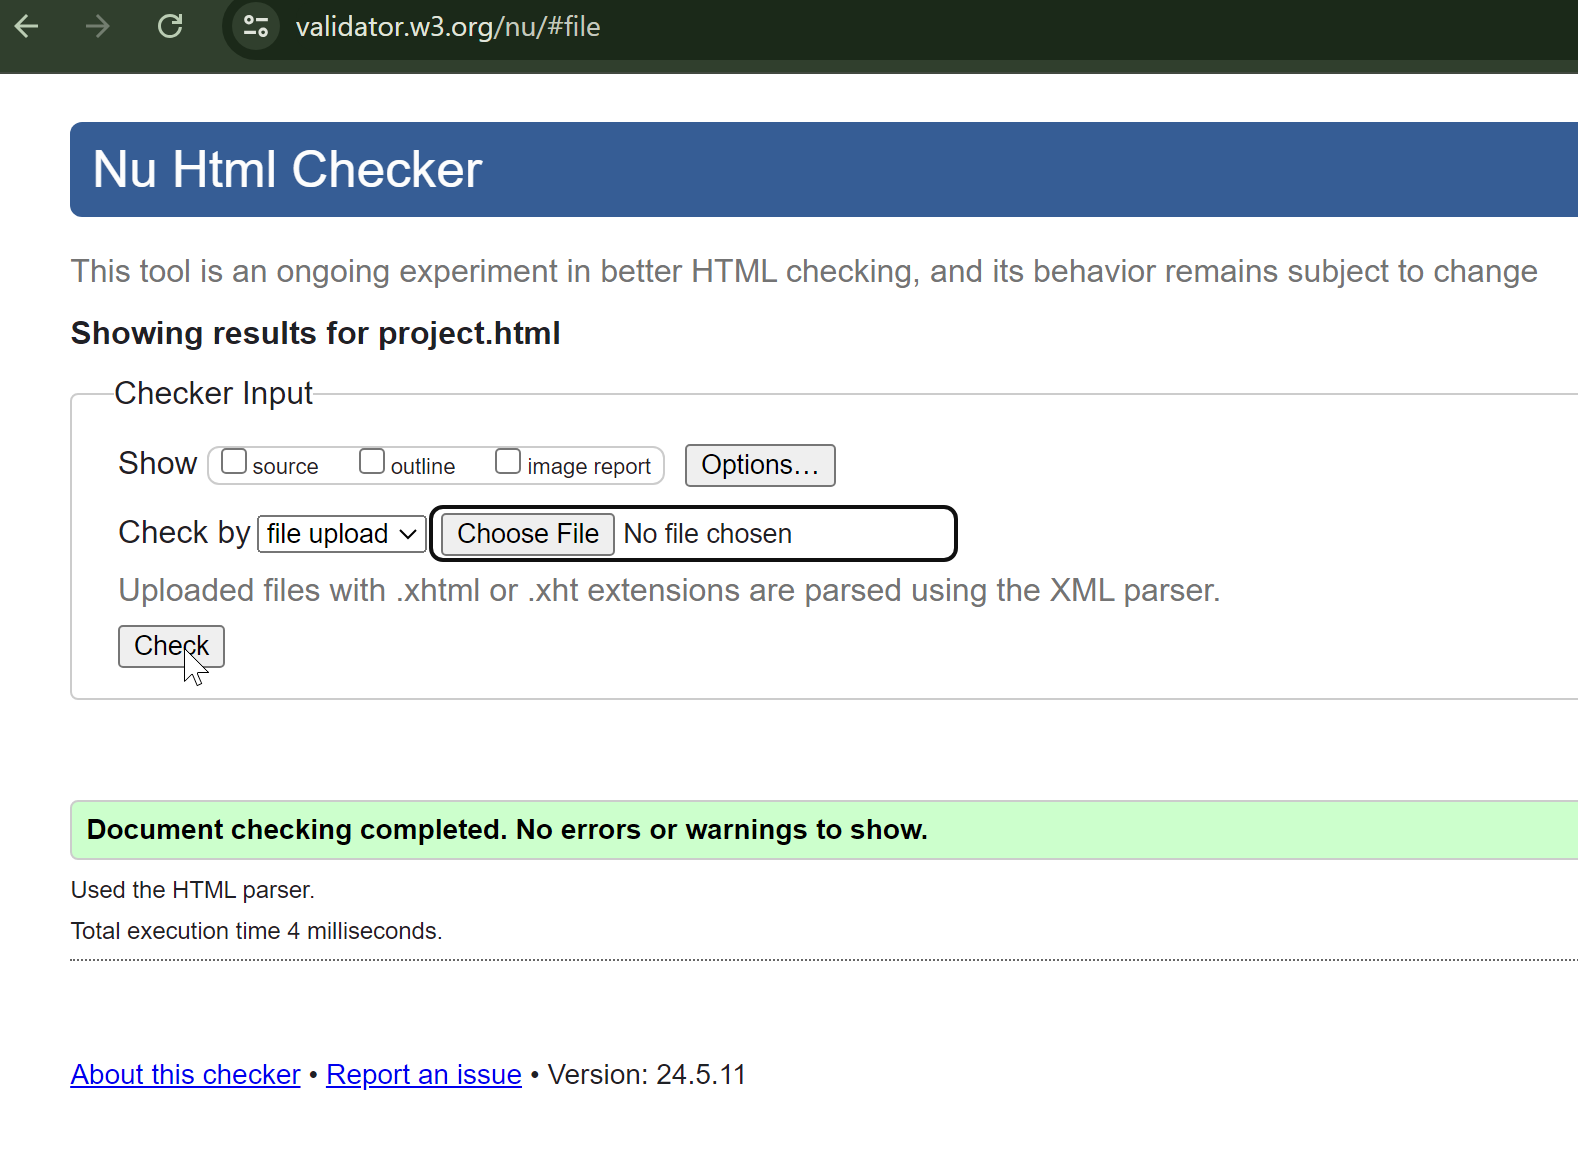 validator.w3.org/nu/#file
Nu Html Checker
This tool is an ongoing experiment in better HTML checking, and its behavior remains subject to change
Showing results for project.html
Checker Input
Show source outline image report Options...
Check by file upload Choose File No file chosen
Uploaded files with .xhtml or .xht extensions are parsed using the XML parser.
Check
Document checking completed. No errors or warnings to show.
Used the HTML parser.
Total execution time 4 milliseconds.
About this checker • Report an issue • Version: 24.5.11